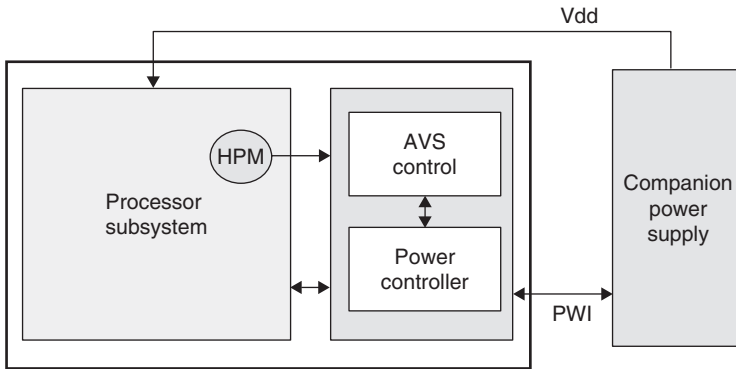 Vdd
HPM
AVS
control
Processor
subsystem
Power
controller
Companion
power
supply
PWI